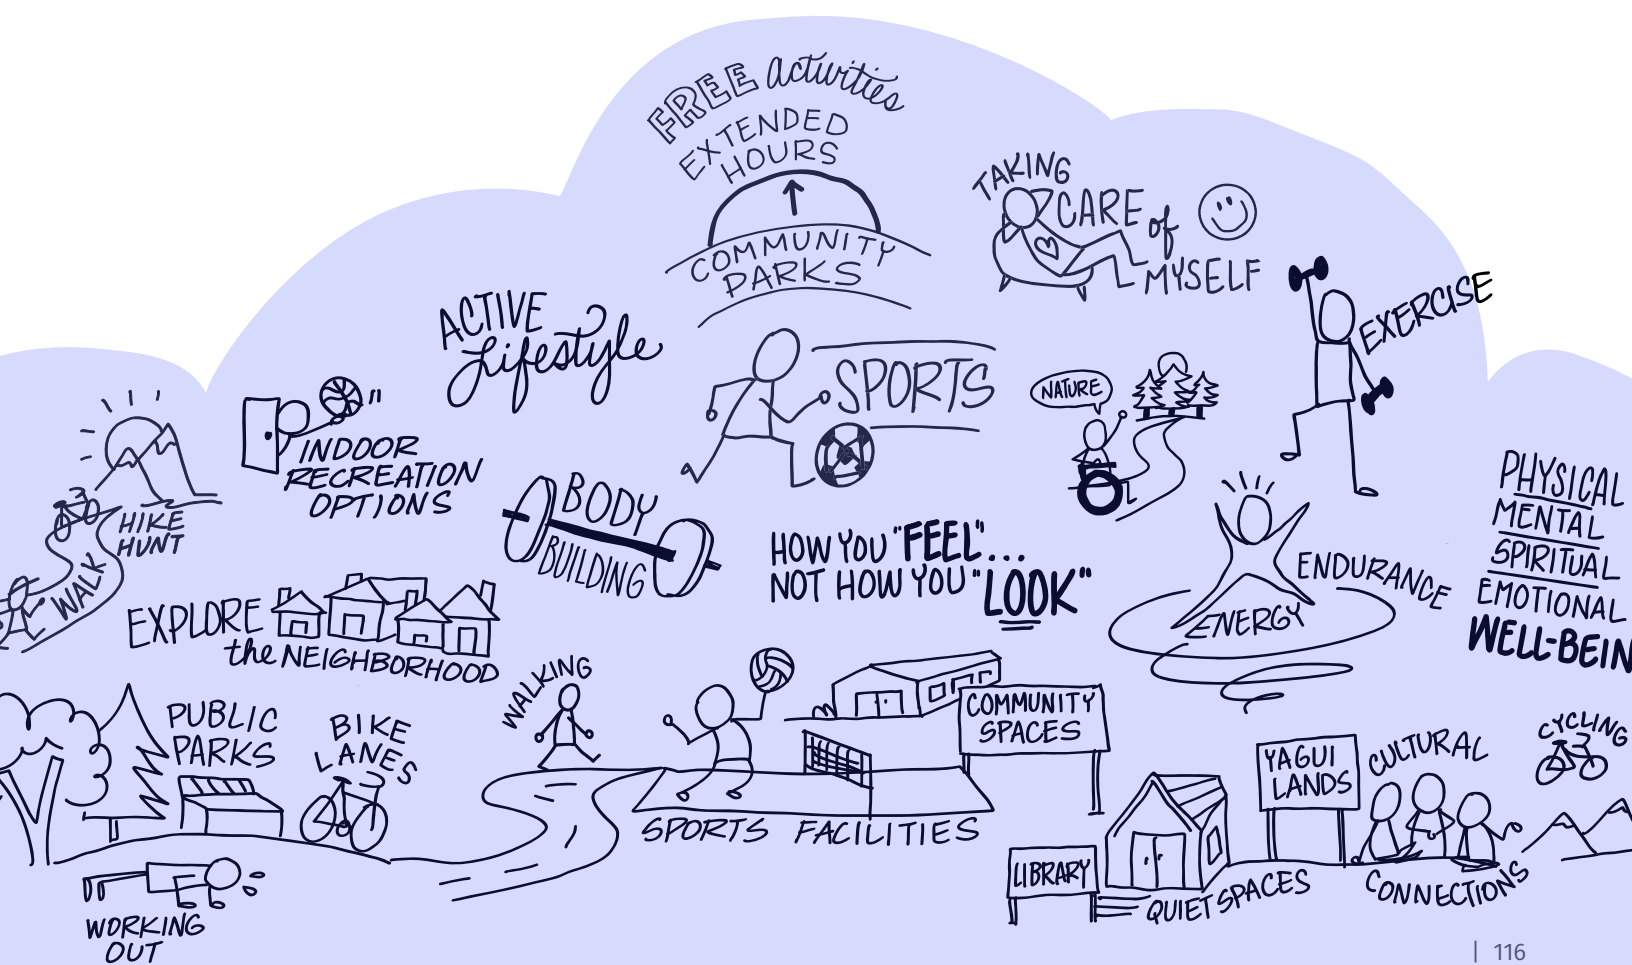 FREE activities
EXTENDED
HOURS
COMMUNITY
PARKS
TAKING
CARE of
MYSELF
EXERCISE
ACTIVE
Lifestyle
SPORTS
NATURE
INDOOR
RECREATION
OPTIONS
HIKE
HUNT
WALK
BODY
BUILDING
HOW YOU "FEEL"...
NOT HOW YOU "LOOK"
ENDURANCE
ENERGY
PHYSICAL
MENTAL
SPIRITUAL
EMOTIONAL
WELL-BEIN
EXPLORE
the NEIGHBORHOOD
PUBLIC
PARKS
BIKE
LANES
WALKING
COMMUNITY
SPACES
SPORTS FACILITIES
YAGUI
LANDS
CULTURAL
CONNECTIONS
CYCLING
LIBRARY
QUIET SPACES
WORKING
OUT
| 116